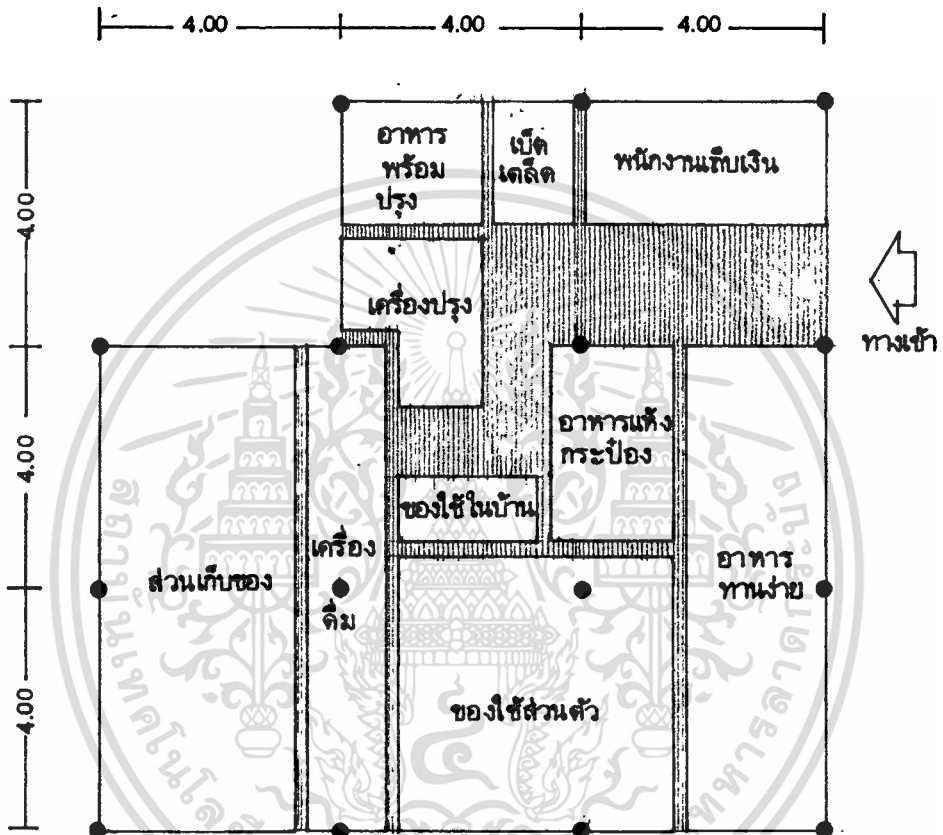 4.00 4.00 4.00
4.00
4.00
4.00
อาหาร
พร้อม
ปรุง
เบ็ด
เตล็ด
พนักงานเก็บเงิน
เครื่องปรุง
ทางเข้า
อาหารแห้ง
กระป๋อง
ของใช้ในบ้าน
เครื่อง
ดื่ม
ส่วนเก็บของ
อาหาร
ทานง่าย
ของใช้ส่วนตัว